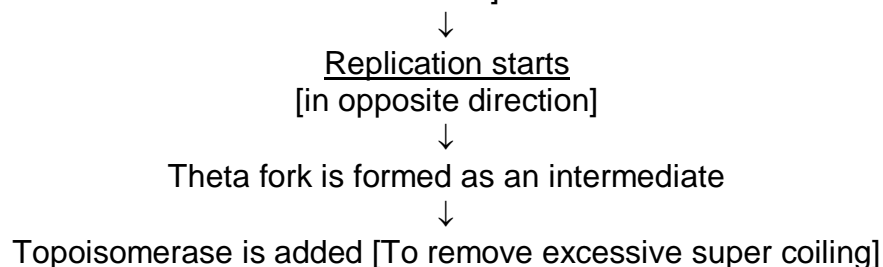 ]
↓
Replication starts
[in opposite direction]
↓
Theta fork is formed as an intermediate
↓
Topoisomerase is added [To remove excessive super coiling]